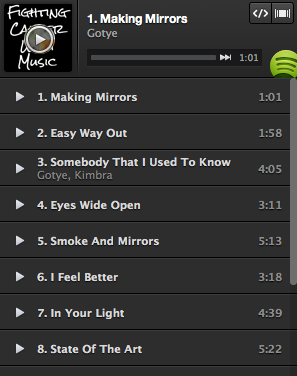 FIGHTING
CANCER
WITH
MUSIC
1. Making Mirrors
Gotye
1:01
1. Making Mirrors 1:01
2. Easy Way Out 1:58
3. Somebody That I Used To Know 4:05
Gotye, Kimbra
4. Eyes Wide Open 3:11
5. Smoke And Mirrors 5:13
6. I Feel Better 3:18
7. In Your Light 4:39
8. State Of The Art 5:22